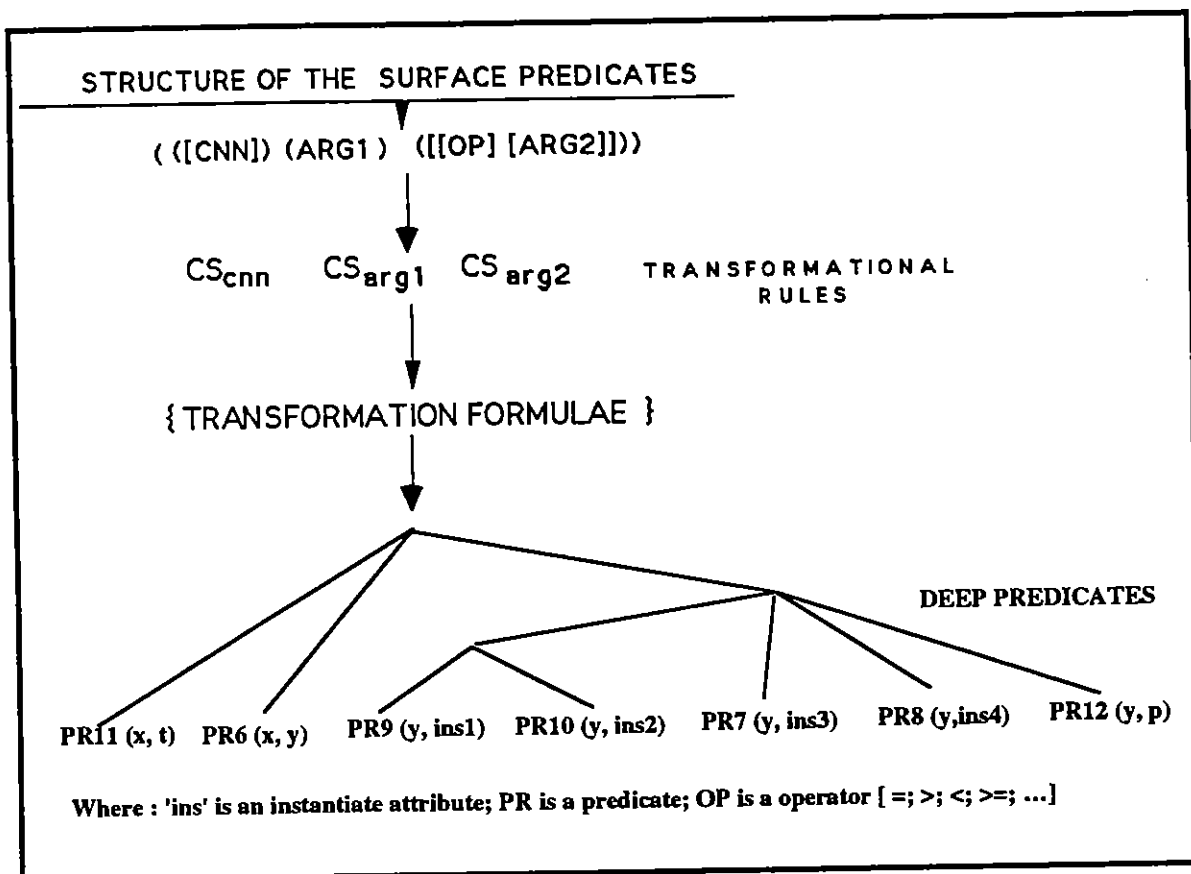 STRUCTURE OF THE SURFACE PREDICATES
( ([CNN]) (ARG1 ) ([[OP] [ARG2]]))
CScnn CSarg1 CS arg2 TRANSFORMATIONAL
RULES
{ TRANSFORMATION FORMULAE }
DEEP PREDICATES
PR11 (x, t) PR6 (x, y) PR9 (y, ins1) PR10 (y, ins2) PR7 (y, ins3) PR8 (y,ins4) PR12 (y, p)
Where : 'ins' is an instantiate attribute; PR is a predicate; OP is a operator [ =; >; <; >=; ...]